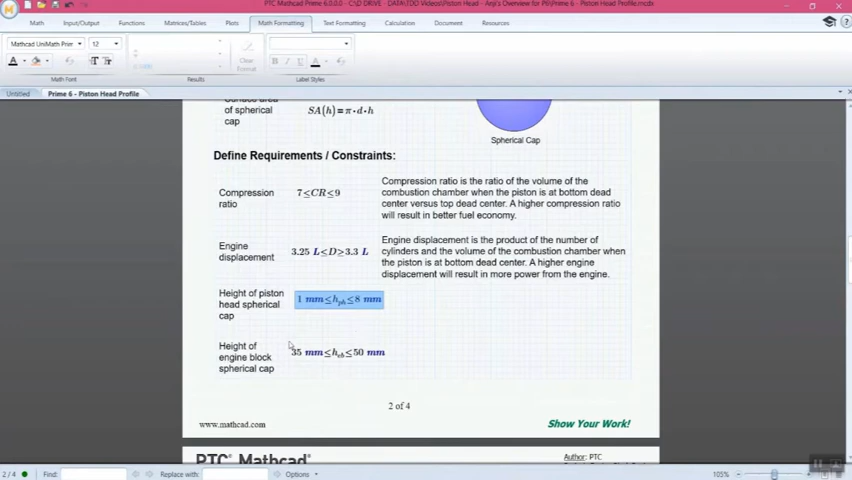 PTC Mathcad Prime 6.0.0.0 - C:\D DRIVE - DATA\TDD Videos\Piston Head - Anji's Overview for P6\Prime 6 - Piston Head Profile.mcdx
Math Input/Output Functions Matrices/Tables Plots Math Formatting Text Formatting Calculation Document Resources
Mathcad UniMath Prim 12
Clear Format
B I U
Math Font Results Label Styles
Untitled Prime 6 - Piston Head Profile
Surface area
of spherical
cap
SA(h)=π·d·h
Spherical Cap
Define Requirements / Constraints:
Compression
ratio
7≤CR≤9
Compression ratio is the ratio of the volume of the
combustion chamber when the piston is at bottom dead
center versus top dead center. A higher compression ratio
will result in better fuel economy.
Engine
displacement
3.25 L≤D≥3.3 L
Engine displacement is the product of the number of
cylinders and the volume of the combustion chamber when
the piston is at bottom dead center. A higher engine
displacement will result in more power from the engine.
Height of piston
head spherical
cap
1 mm≤hph≤8 mm
Height of
engine block
spherical cap
35 mm≤heb≤50 mm
2 of 4
www.mathcad.com Show Your Work!
PTC® Mathcad
Author: PTC
2 / 4 Find: Replace with: Options 105%